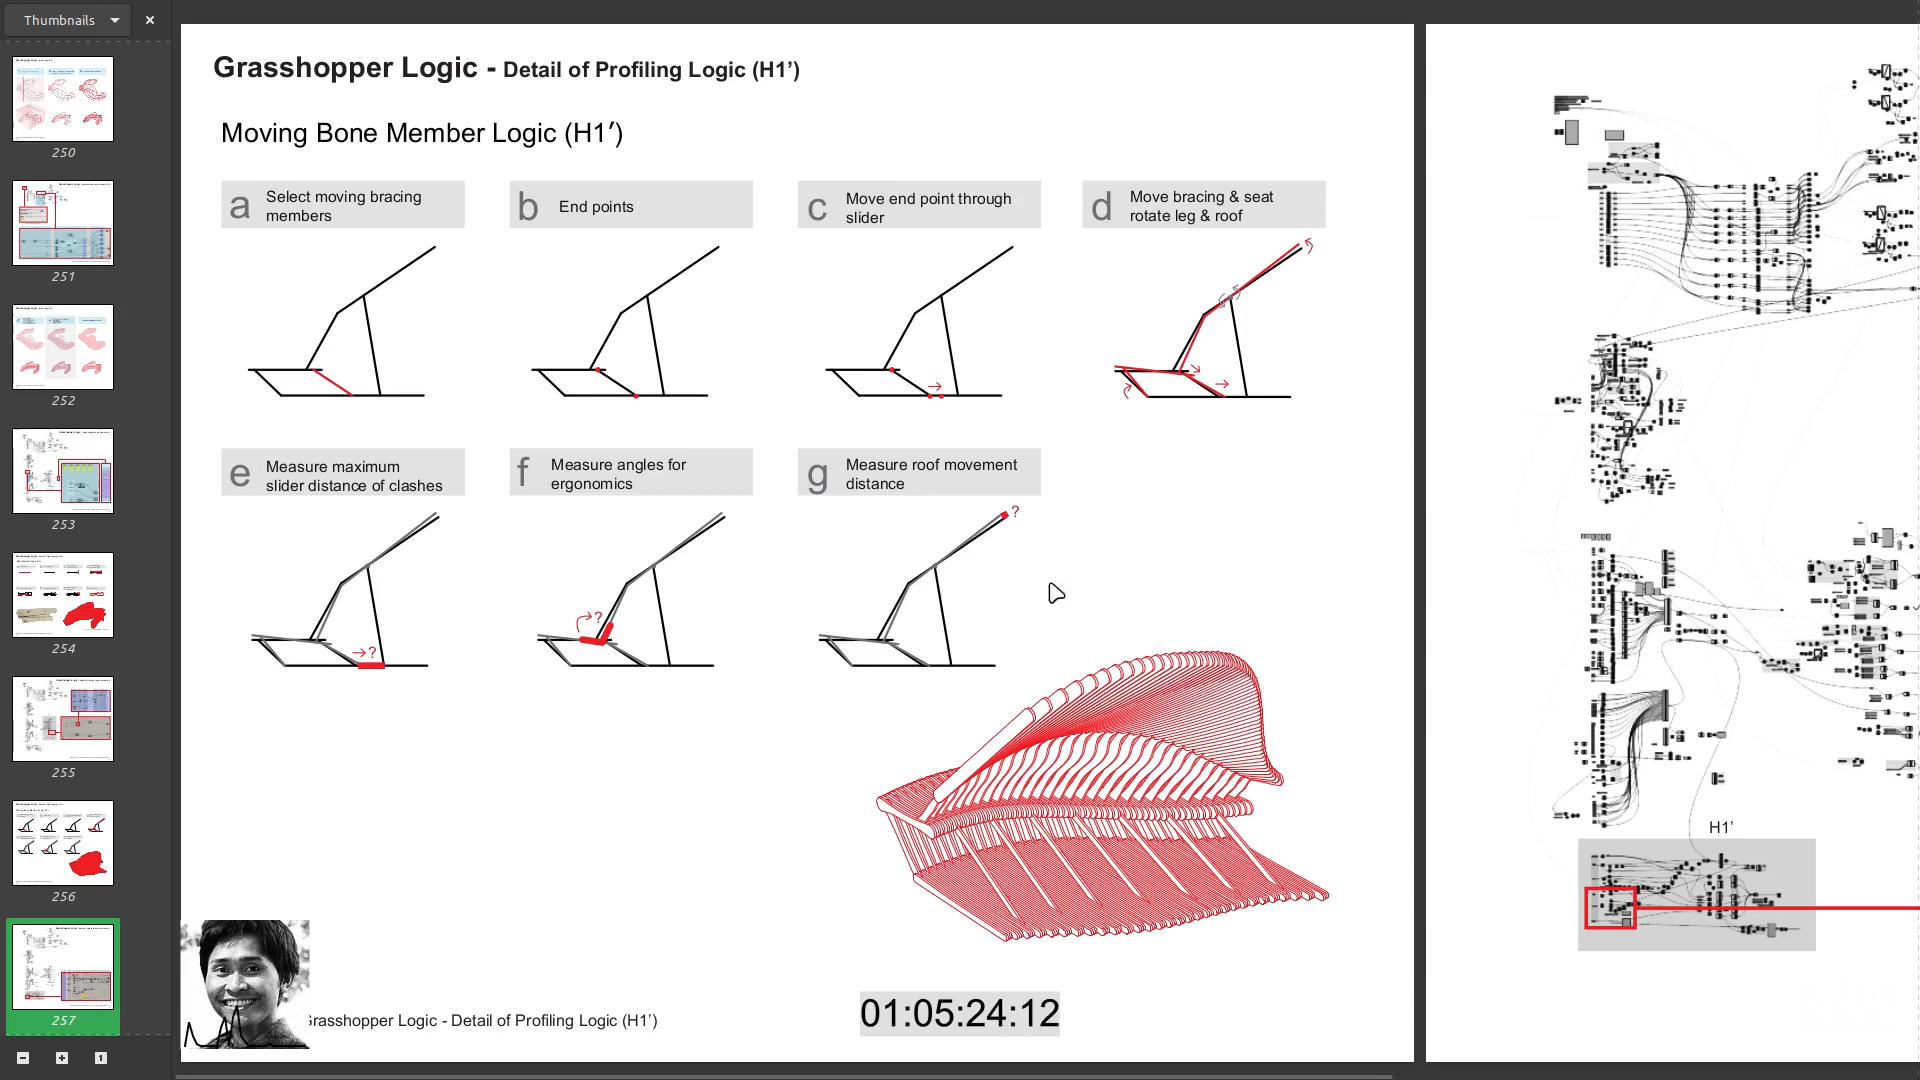 Thumbnails
250
251
252
253
254
255
256
257
Grasshopper Logic - Detail of Profiling Logic (H1’)
Moving Bone Member Logic (H1′)
a Select moving bracing
members
b End points
c Move end point through
slider
d Move bracing & seat
rotate leg & roof
e Measure maximum
slider distance of clashes
f Measure angles for
ergonomics
g Measure roof movement
distance
→?
?
?
Grasshopper Logic - Detail of Profiling Logic (H1’)
01:05:24:12
H1’